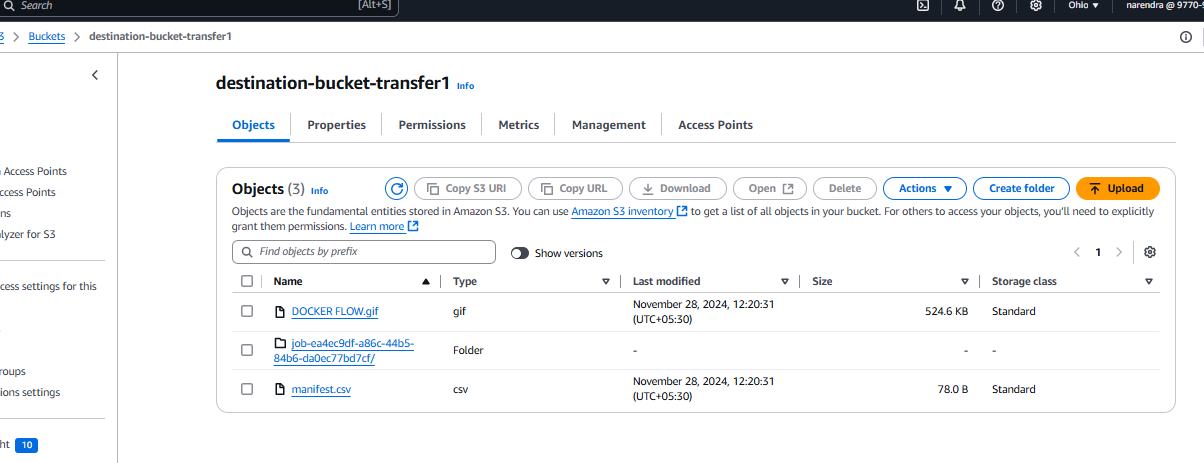 Search [Alt+S] Ohio narendra @ 9770-9
3 Buckets destination-bucket-transfer1
destination-bucket-transfer1 Info
Objects Properties Permissions Metrics Management Access Points
Access Points
ccess Points
ns
lyzer for S3
cess settings for this
roups
ions settings
ht 10
Objects (3) Info Copy S3 URI Copy URL Download Open Delete Actions Create folder Upload
Objects are the fundamental entities stored in Amazon S3. You can use Amazon S3 inventory to get a list of all objects in your bucket. For others to access your objects, you'll need to explicitly
grant them permissions. Learn more
Find objects by prefix Show versions 1
Name Type Last modified Size Storage class
DOCKER FLOW.gif gif November 28, 2024, 12:20:31 (UTC+05:30) 524.6 KB Standard
job-ea4ec9df-a86c-44b5-
84b6-da0ec77bd7cf/ Folder - - -
manifest.csv csv November 28, 2024, 12:20:31 (UTC+05:30) 78.0 B Standard